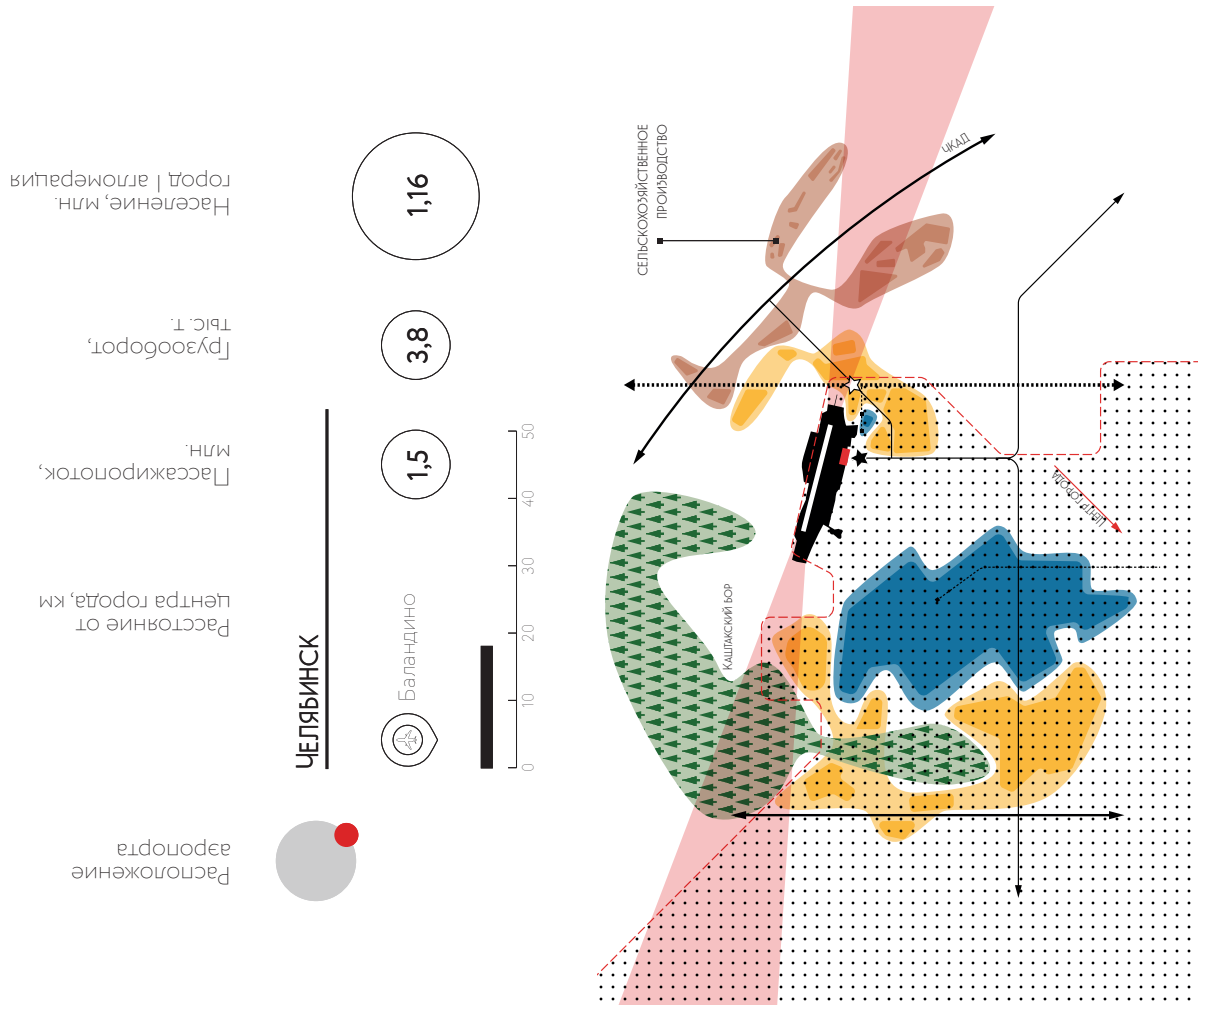 Расположение
аэропорта
Расстояние от
центра города, км
Пассажиропоток,
млн.
Грузооборот,
тыс. т.
Население, млн.
город | агломерация
ЧЕЛЯБИНСК
Баландино
1,5
3,8
1,16
0
10
20
30
40
50
СЕЛЬСКОХОЗЯЙСТВЕННОЕ
ПРОИЗВОДСТВО
ЧКАД
ЦЕНТР ГОРОДА
КАШТАКСКИЙ БОР